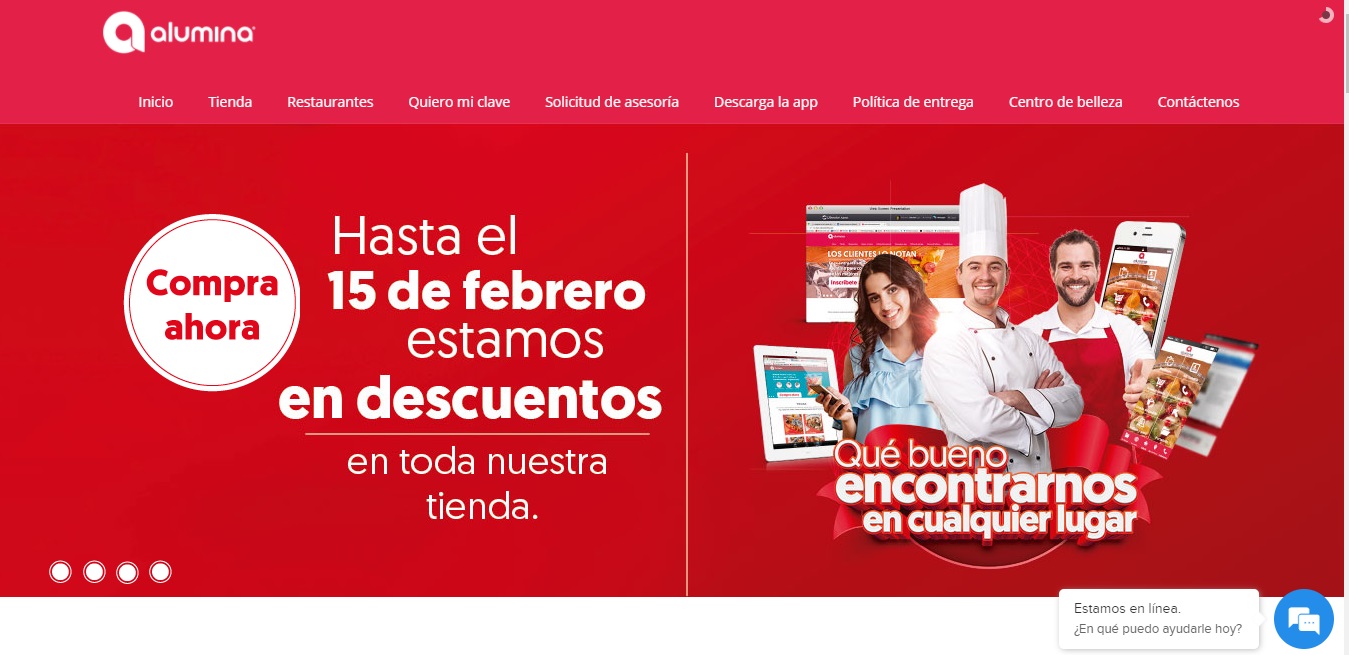 alumina
Inicio Tienda Restaurantes Quiero mi clave Solicitud de asesoría Descarga la app Política de entrega Centro de belleza Contáctenos
Compra
ahora
Hasta el
15 de febrero
estamos
en descuentos
en toda nuestra
tienda.
LOS CLIENTES LO NOTAN
Inscríbete
Qué bueno
encontrarnos
en cualquier lugar
Estamos en línea.
¿En qué puedo ayudarle hoy?